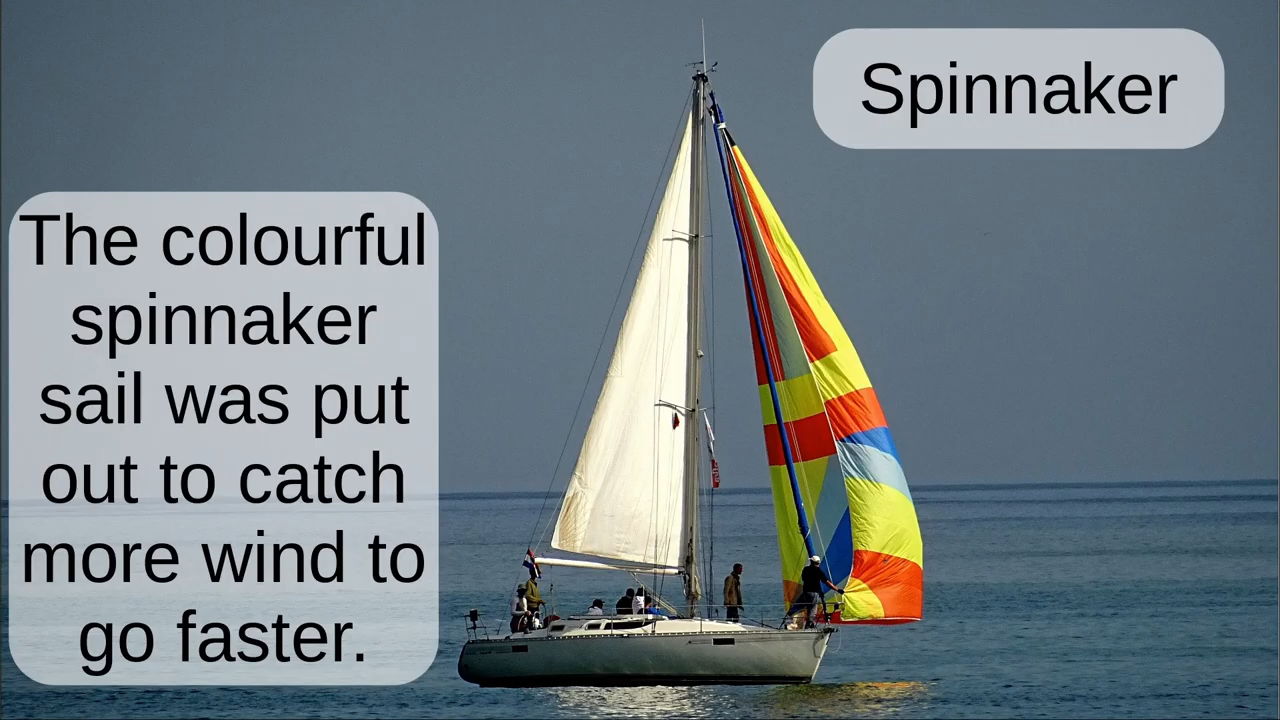 Spinnaker
The colourful
spinnaker
sail was put
out to catch
more wind to
go faster.